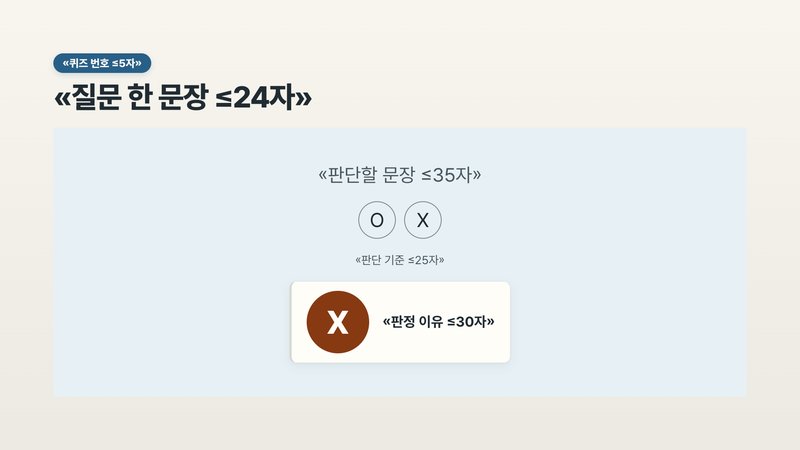 «퀴즈 번호 ≤5자»
«질문 한 문장 ≤24자»
«판단할 문장 ≤35자»
O X
«판단 기준 ≤25자»
X «판정 이유 ≤30자»